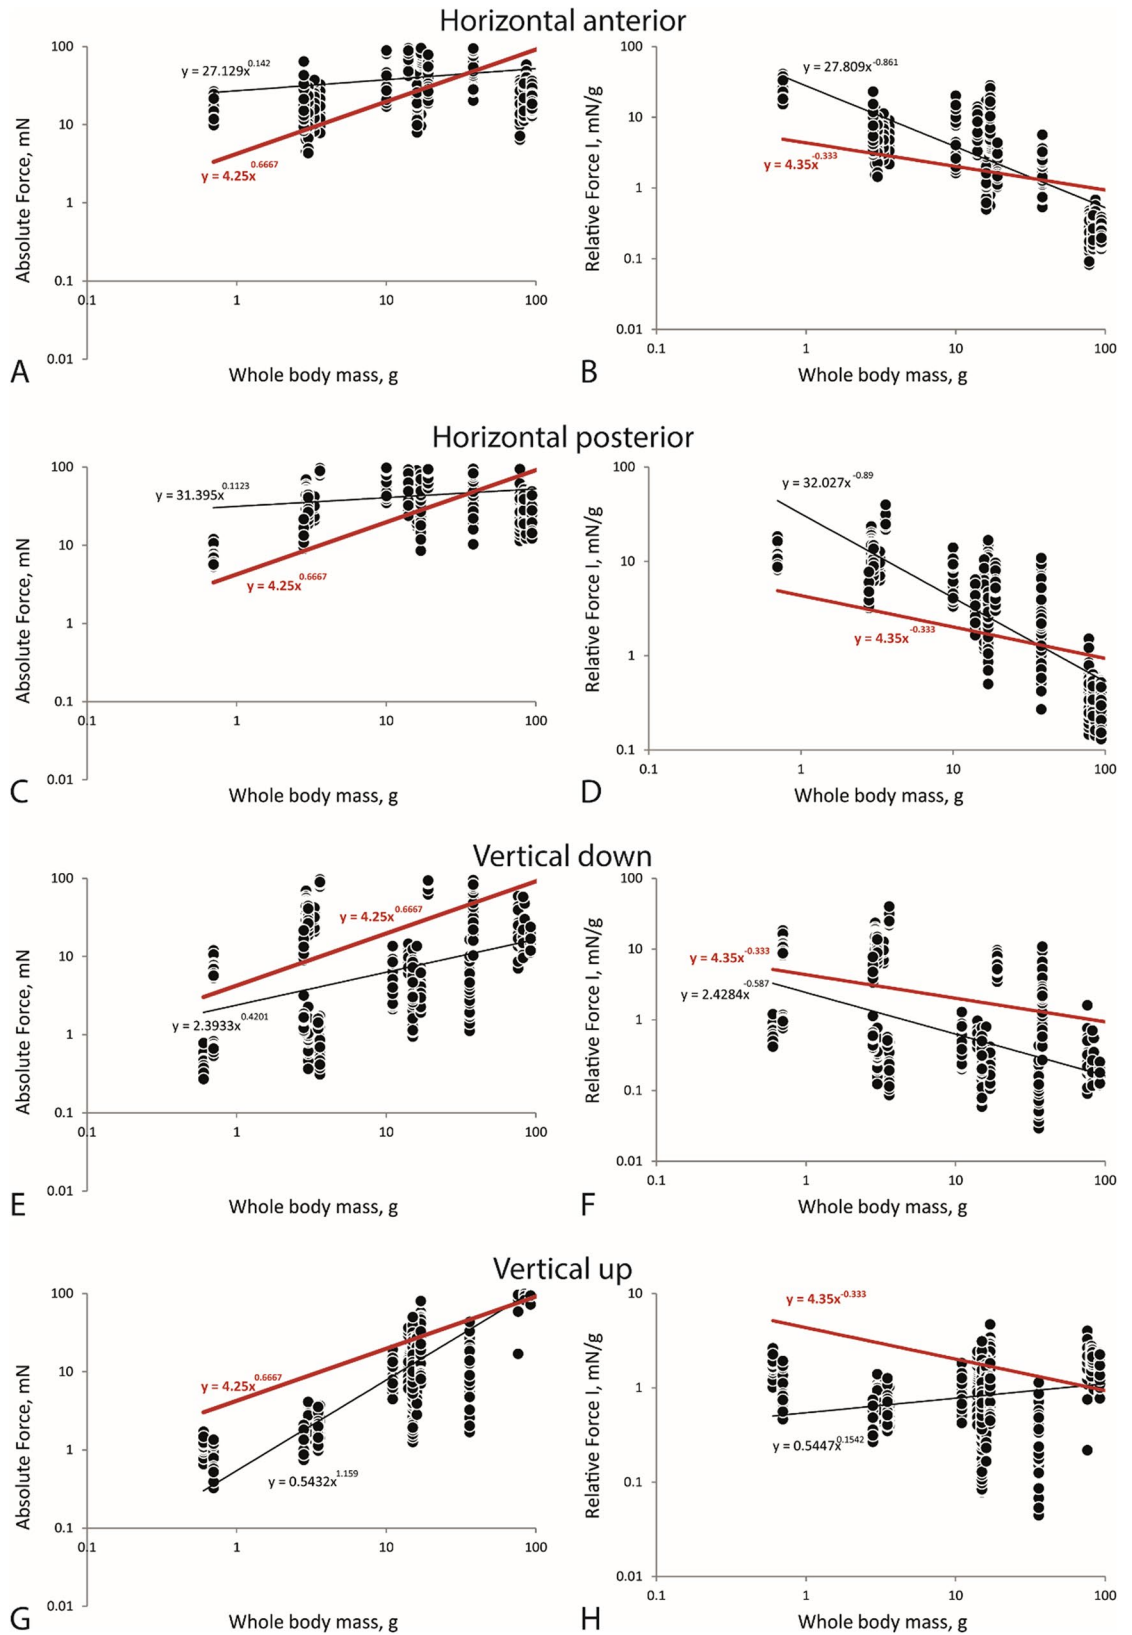 Horizontal anterior
100
10
1
0.1
0.01
0.1
1
10
100
Absolute Force, mN
Whole body mass, g
y = 27.129x^0.142
y = 4.25x^0.6667
A
100
10
1
0.1
0.01
0.1
1
10
100
Relative Force I, mN/g
Whole body mass, g
y = 27.809x^-0.861
y = 4.35x^-0.333
B
Horizontal posterior
100
10
1
0.1
0.01
0.1
1
10
100
Absolute Force, mN
Whole body mass, g
y = 31.395x^0.1123
y = 4.25x^0.6667
C
100
10
1
0.1
0.1
1
10
100
Relative Force I, mN/g
Whole body mass, g
y = 32.027x^-0.89
y = 4.35x^-0.333
D
Vertical down
100
10
1
0.1
0.01
0.1
1
10
100
Absolute Force, mN
Whole body mass, g
y = 4.25x^0.6667
y = 2.3933x^0.4201
E
100
10
1
0.1
0.01
0.1
1
10
100
Relative Force I, mN/g
Whole body mass, g
y = 4.35x^-0.333
y = 2.4284x^-0.587
F
Vertical up
100
10
1
0.1
0.01
0.1
1
10
100
Absolute Force, mN
Whole body mass, g
y = 4.25x^0.6667
y = 0.5432x^1.159
G
10
1
0.1
0.01
0.1
1
10
100
Relative Force I, mN/g
Whole body mass, g
y = 4.35x^-0.333
y = 0.5447x^0.1542
H